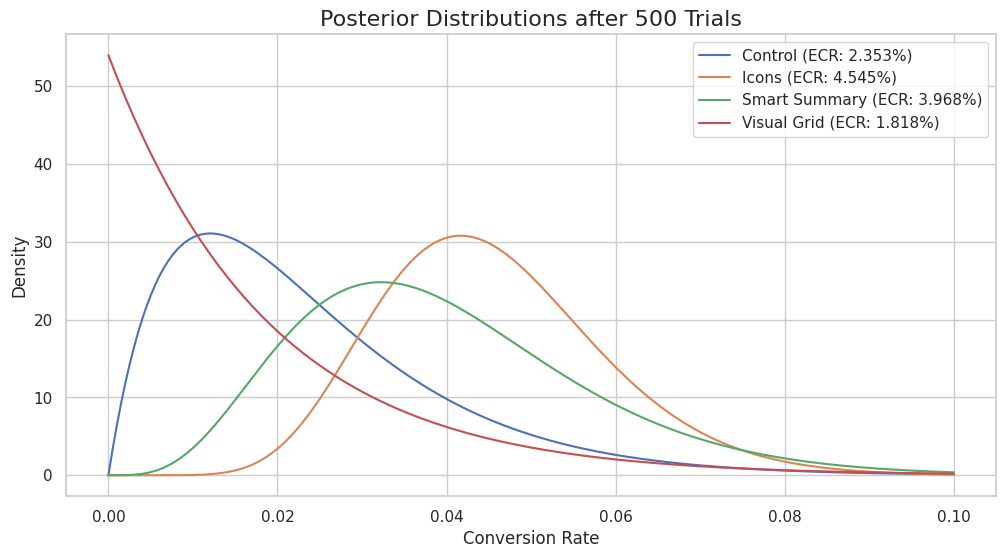 Posterior Distributions after 500 Trials
Control (ECR: 2.353%)
Icons (ECR: 4.545%)
Smart Summary (ECR: 3.968%)
Visual Grid (ECR: 1.818%)
Density
50
40
30
20
10
0
0.00 0.02 0.04 0.06 0.08 0.10
Conversion Rate